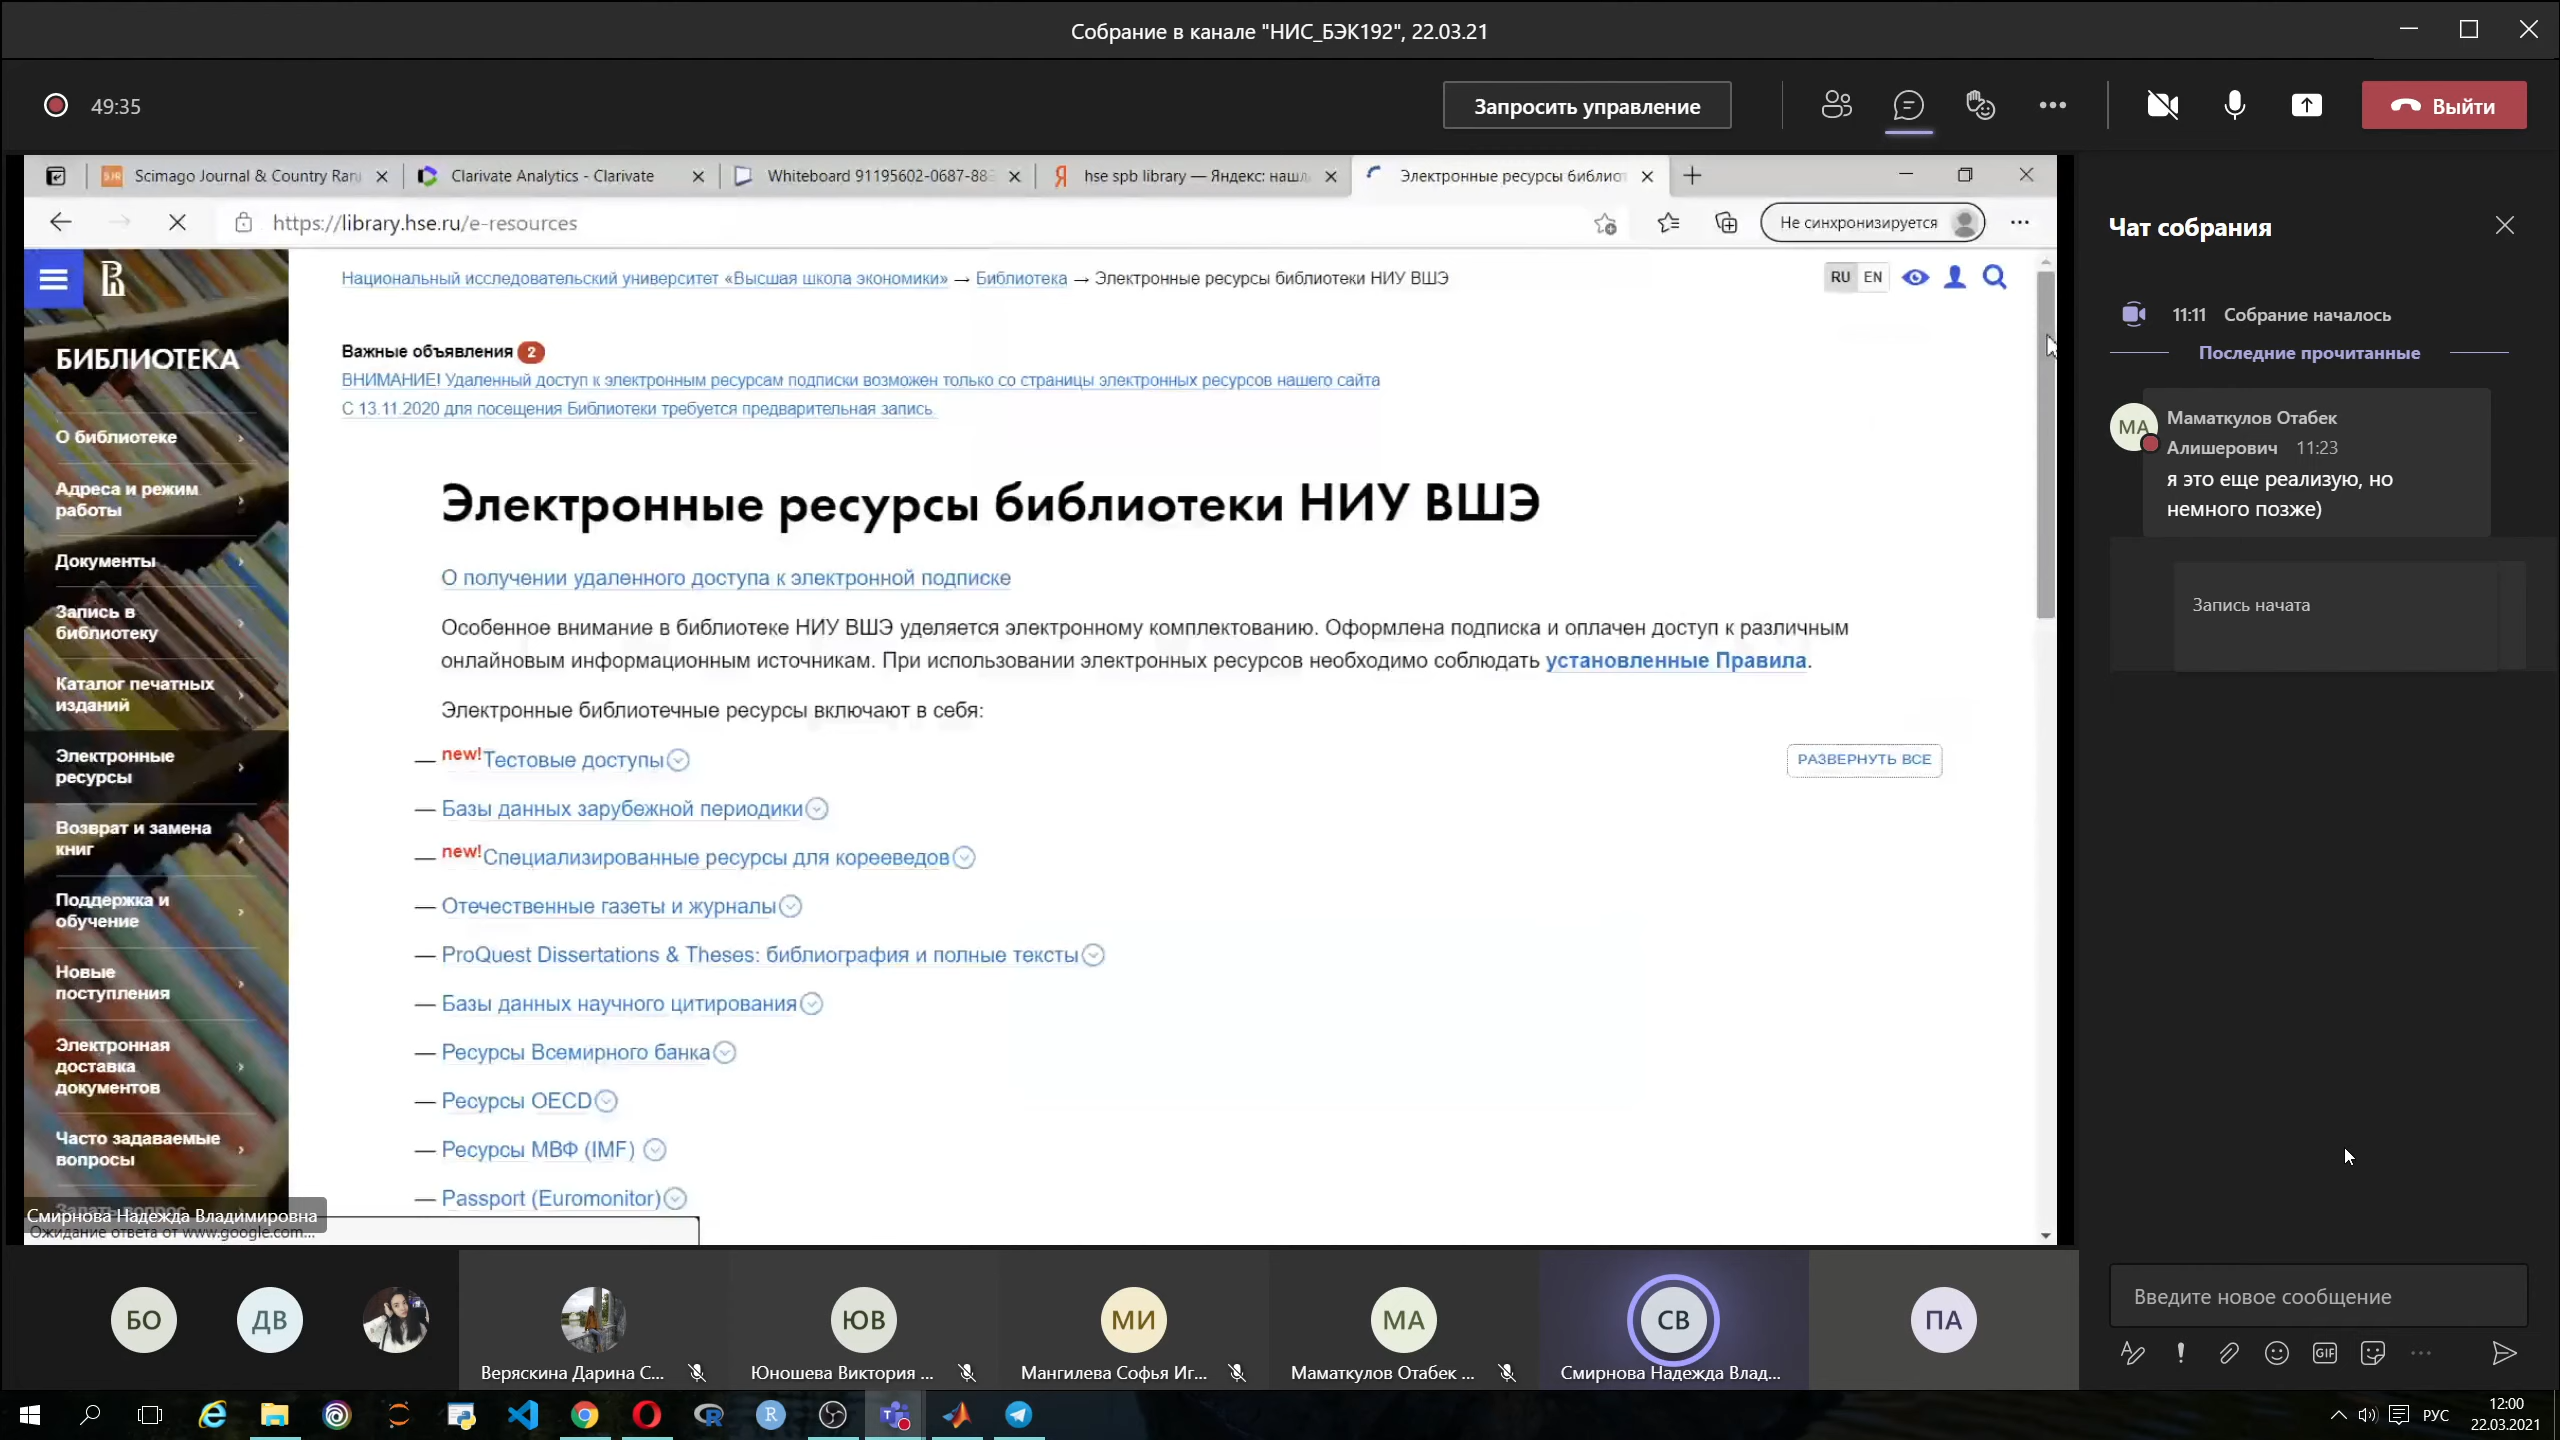 Собрание в канале "НИС_БЭК192", 22.03.21
49:35
Запросить управление
Выйти
Scimago Journal & Country Ran
Clarivate Analytics - Clarivate
Whiteboard 91195602-0687-88
hse spb library — Яндекс: нашл
Электронные ресурсы библиот
https://library.hse.ru/e-resources
Не синхронизируется
Национальный исследовательский университет «Высшая школа экономики» → Библиотека → Электронные ресурсы библиотеки НИУ ВШЭ
RU EN
БИБЛИОТЕКА
О библиотеке
Адреса и режим
работы
Документы
Запись в
библиотеку
Каталог печатных
изданий
Электронные
ресурсы
Возврат и замена
книг
Поддержка и
обучение
Новые
поступления
Электронная
доставка
документов
Часто задаваемые
вопросы
Задать вопрос
Важные объявления 2
ВНИМАНИЕ! Удаленный доступ к электронным ресурсам подписки возможен только со страницы электронных ресурсов нашего сайта
С 13.11.2020 для посещения Библиотеки требуется предварительная запись.
Электронные ресурсы библиотеки НИУ ВШЭ
О получении удаленного доступа к электронной подписке
Особенное внимание в библиотеке НИУ ВШЭ уделяется электронному комплектованию. Оформлена подписка и оплачен доступ к различным
онлайновым информационным источникам. При использовании электронных ресурсов необходимо соблюдать установленные Правила.
Электронные библиотечные ресурсы включают в себя:
— new! Тестовые доступы
РАЗВЕРНУТЬ ВСЕ
— Базы данных зарубежной периодики
— new! Специализированные ресурсы для корееведов
— Отечественные газеты и журналы
— ProQuest Dissertations & Theses: библиография и полные тексты
— Базы данных научного цитирования
— Ресурсы Всемирного банка
— Ресурсы OECD
— Ресурсы МВФ (IMF)
— Passport (Euromonitor)
Смирнова Надежда Владимировна
Ожидание ответа от www.google.com...
Чат собрания
11:11 Собрание началось
Последние прочитанные
МА
Маматкулов Отабек
Алишерович 11:23
я это еще реализую, но
немного позже)
Запись начата
Введите новое сообщение
GIF
БО
ДВ
Веряскина Дарина С...
ЮВ
Юношева Виктория ...
МИ
Мангилева Софья Иг...
МА
Маматкулов Отабек ...
СВ
Смирнова Надежда Влад...
ПА
РУС
12:00
22.03.2021